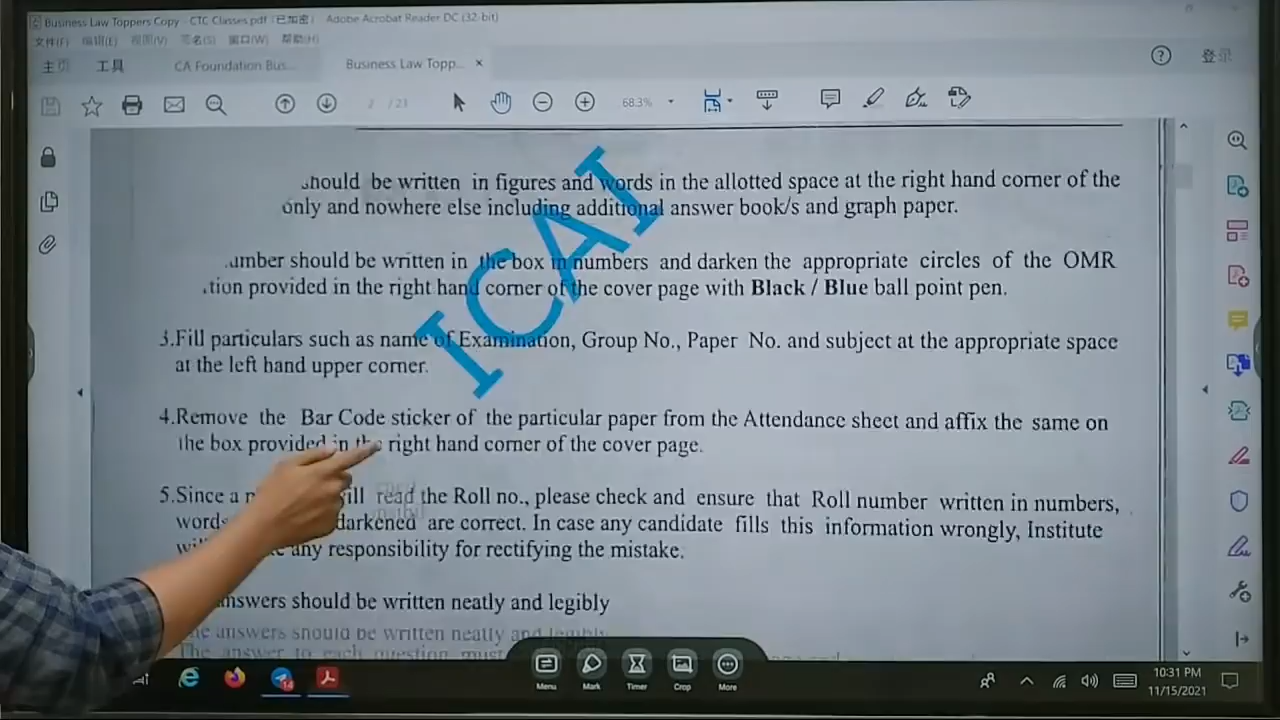 Business Law Toppers Copy - CTC Classes.pdf (已加密) Adobe Acrobat Reader DC (32-bit)
文件(F) 编辑(E) 视图(V) 签名(S) 窗口(W) 帮助(H)
主页 工具 CA Foundation Bus... Business Law Topp... × 登录
2 / 21 68.3%
should be written in figures and words in the allotted space at the right hand corner of the
only and nowhere else including additional answer book/s and graph paper.
umber should be written in the box in numbers and darken the appropriate circles of the OMR
tion provided in the right hand corner of the cover page with Black / Blue ball point pen.
3.Fill particulars such as name of Examination, Group No., Paper No. and subject at the appropriate space
at the left hand upper corner.
4.Remove the Bar Code sticker of the particular paper from the Attendance sheet and affix the same on
the box provided in the right hand corner of the cover page.
5.Since a ill read the Roll no., please check and ensure that Roll number written in numbers,
words darkened are correct. In case any candidate fills this information wrongly, Institute
any responsibility for rectifying the mistake.
answers should be written neatly and legibly
the answers should be written neatly and legibly
The answer to each question must
ICAI
Menu Mark Timer Crop More
14
10:31 PM
11/15/2021